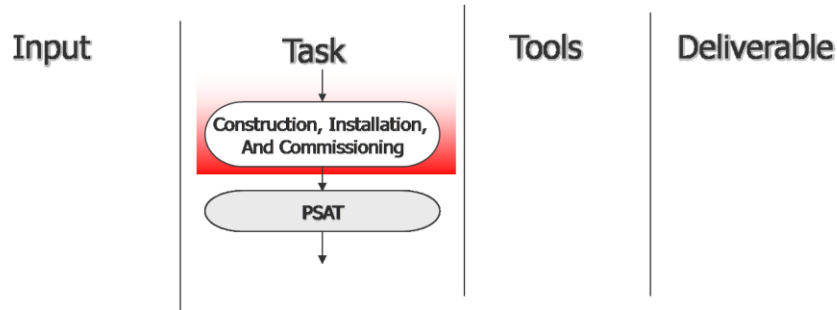 Input
Task
Tools
Deliverable
Construction, Installation,
And Commissioning
PSAT